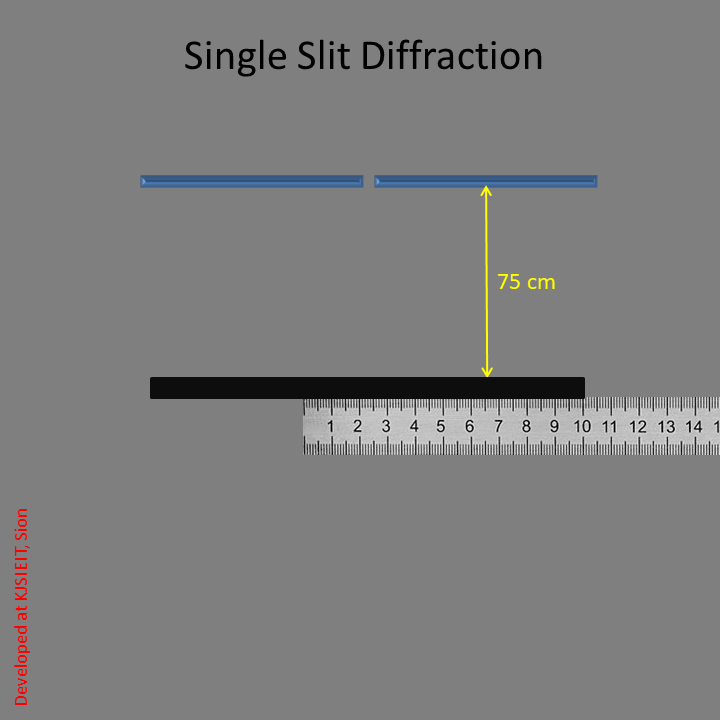 Single Slit Diffraction
75 cm
1 2 3 4 5 6 7 8 9 10 11 12 13 14 1
Developed at KJSIEIT, Sion